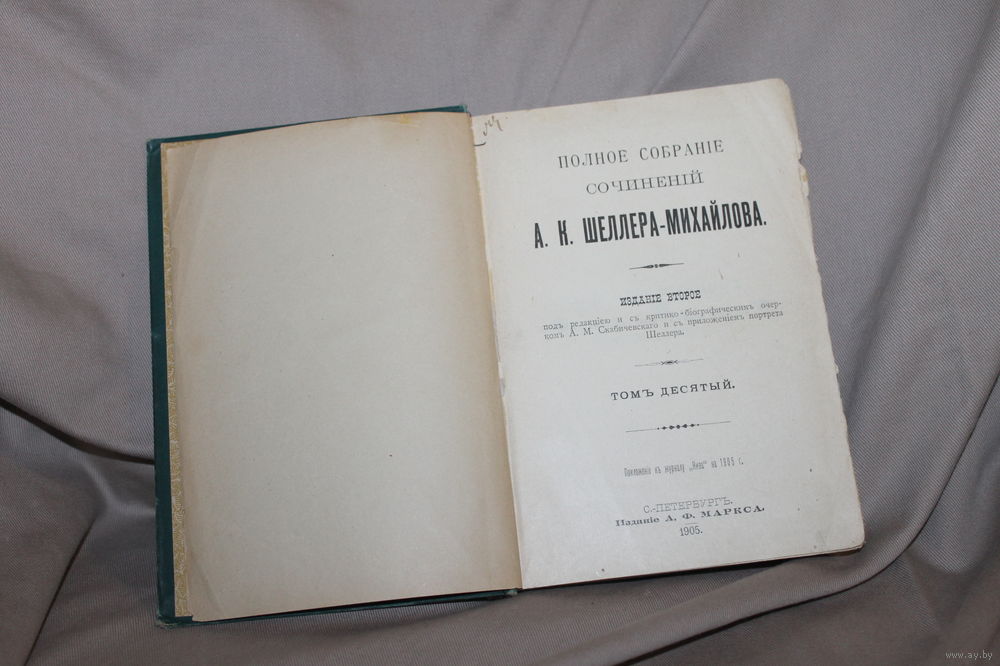 ПОЛНОЕ СОБРАНІЕ
СОЧИНЕНІЙ
А. К. ШЕЛЛЕРА-МИХАЙЛОВА.
ИЗДАНІЕ ВТОРОЕ
подъ редакціею и съ критико-біографическимъ очер-
комъ А. М. Скабичевскаго и съ приложеніемъ портрета
Шеллера.
ТОМЪ ДЕСЯТЫЙ.
Приложеніе къ журналу „Нива" на 1905 г.
С.-ПЕТЕРБУРГЪ.
Изданіе А. Ф. МАРКСА.
1905.
www.ay.by